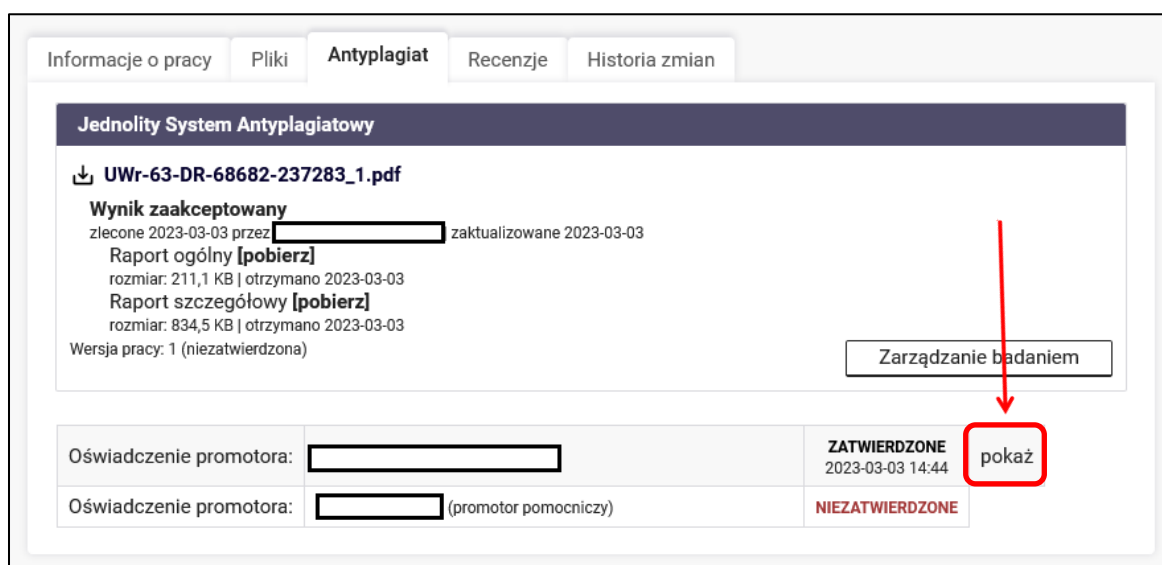 Informacje o pracy Pliki Antyplagiat Recenzje Historia zmian
Jednolity System Antyplagiatowy
UWr-63-DR-68682-237283_1.pdf
Wynik zaakceptowany
zlecone 2023-03-03 przez zaktualizowane 2023-03-03
Raport ogólny [pobierz]
rozmiar: 211,1 KB | otrzymano 2023-03-03
Raport szczegółowy [pobierz]
rozmiar: 834,5 KB | otrzymano 2023-03-03
Wersja pracy: 1 (niezatwierdzona)
Zarządzanie badaniem
Oświadczenie promotora: ZATWIERDZONE pokaż
2023-03-03 14:44
Oświadczenie promotora: (promotor pomocniczy) NIEZATWIERDZONE